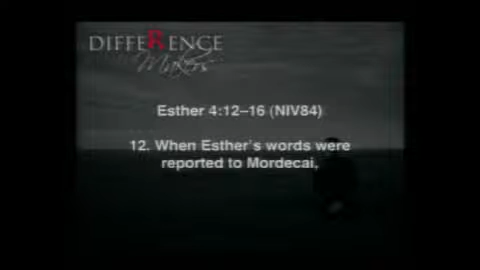 DIFFERENCE
Makers
Esther 4:12–16 (NIV84)
12. When Esther's words were
reported to Mordecai,